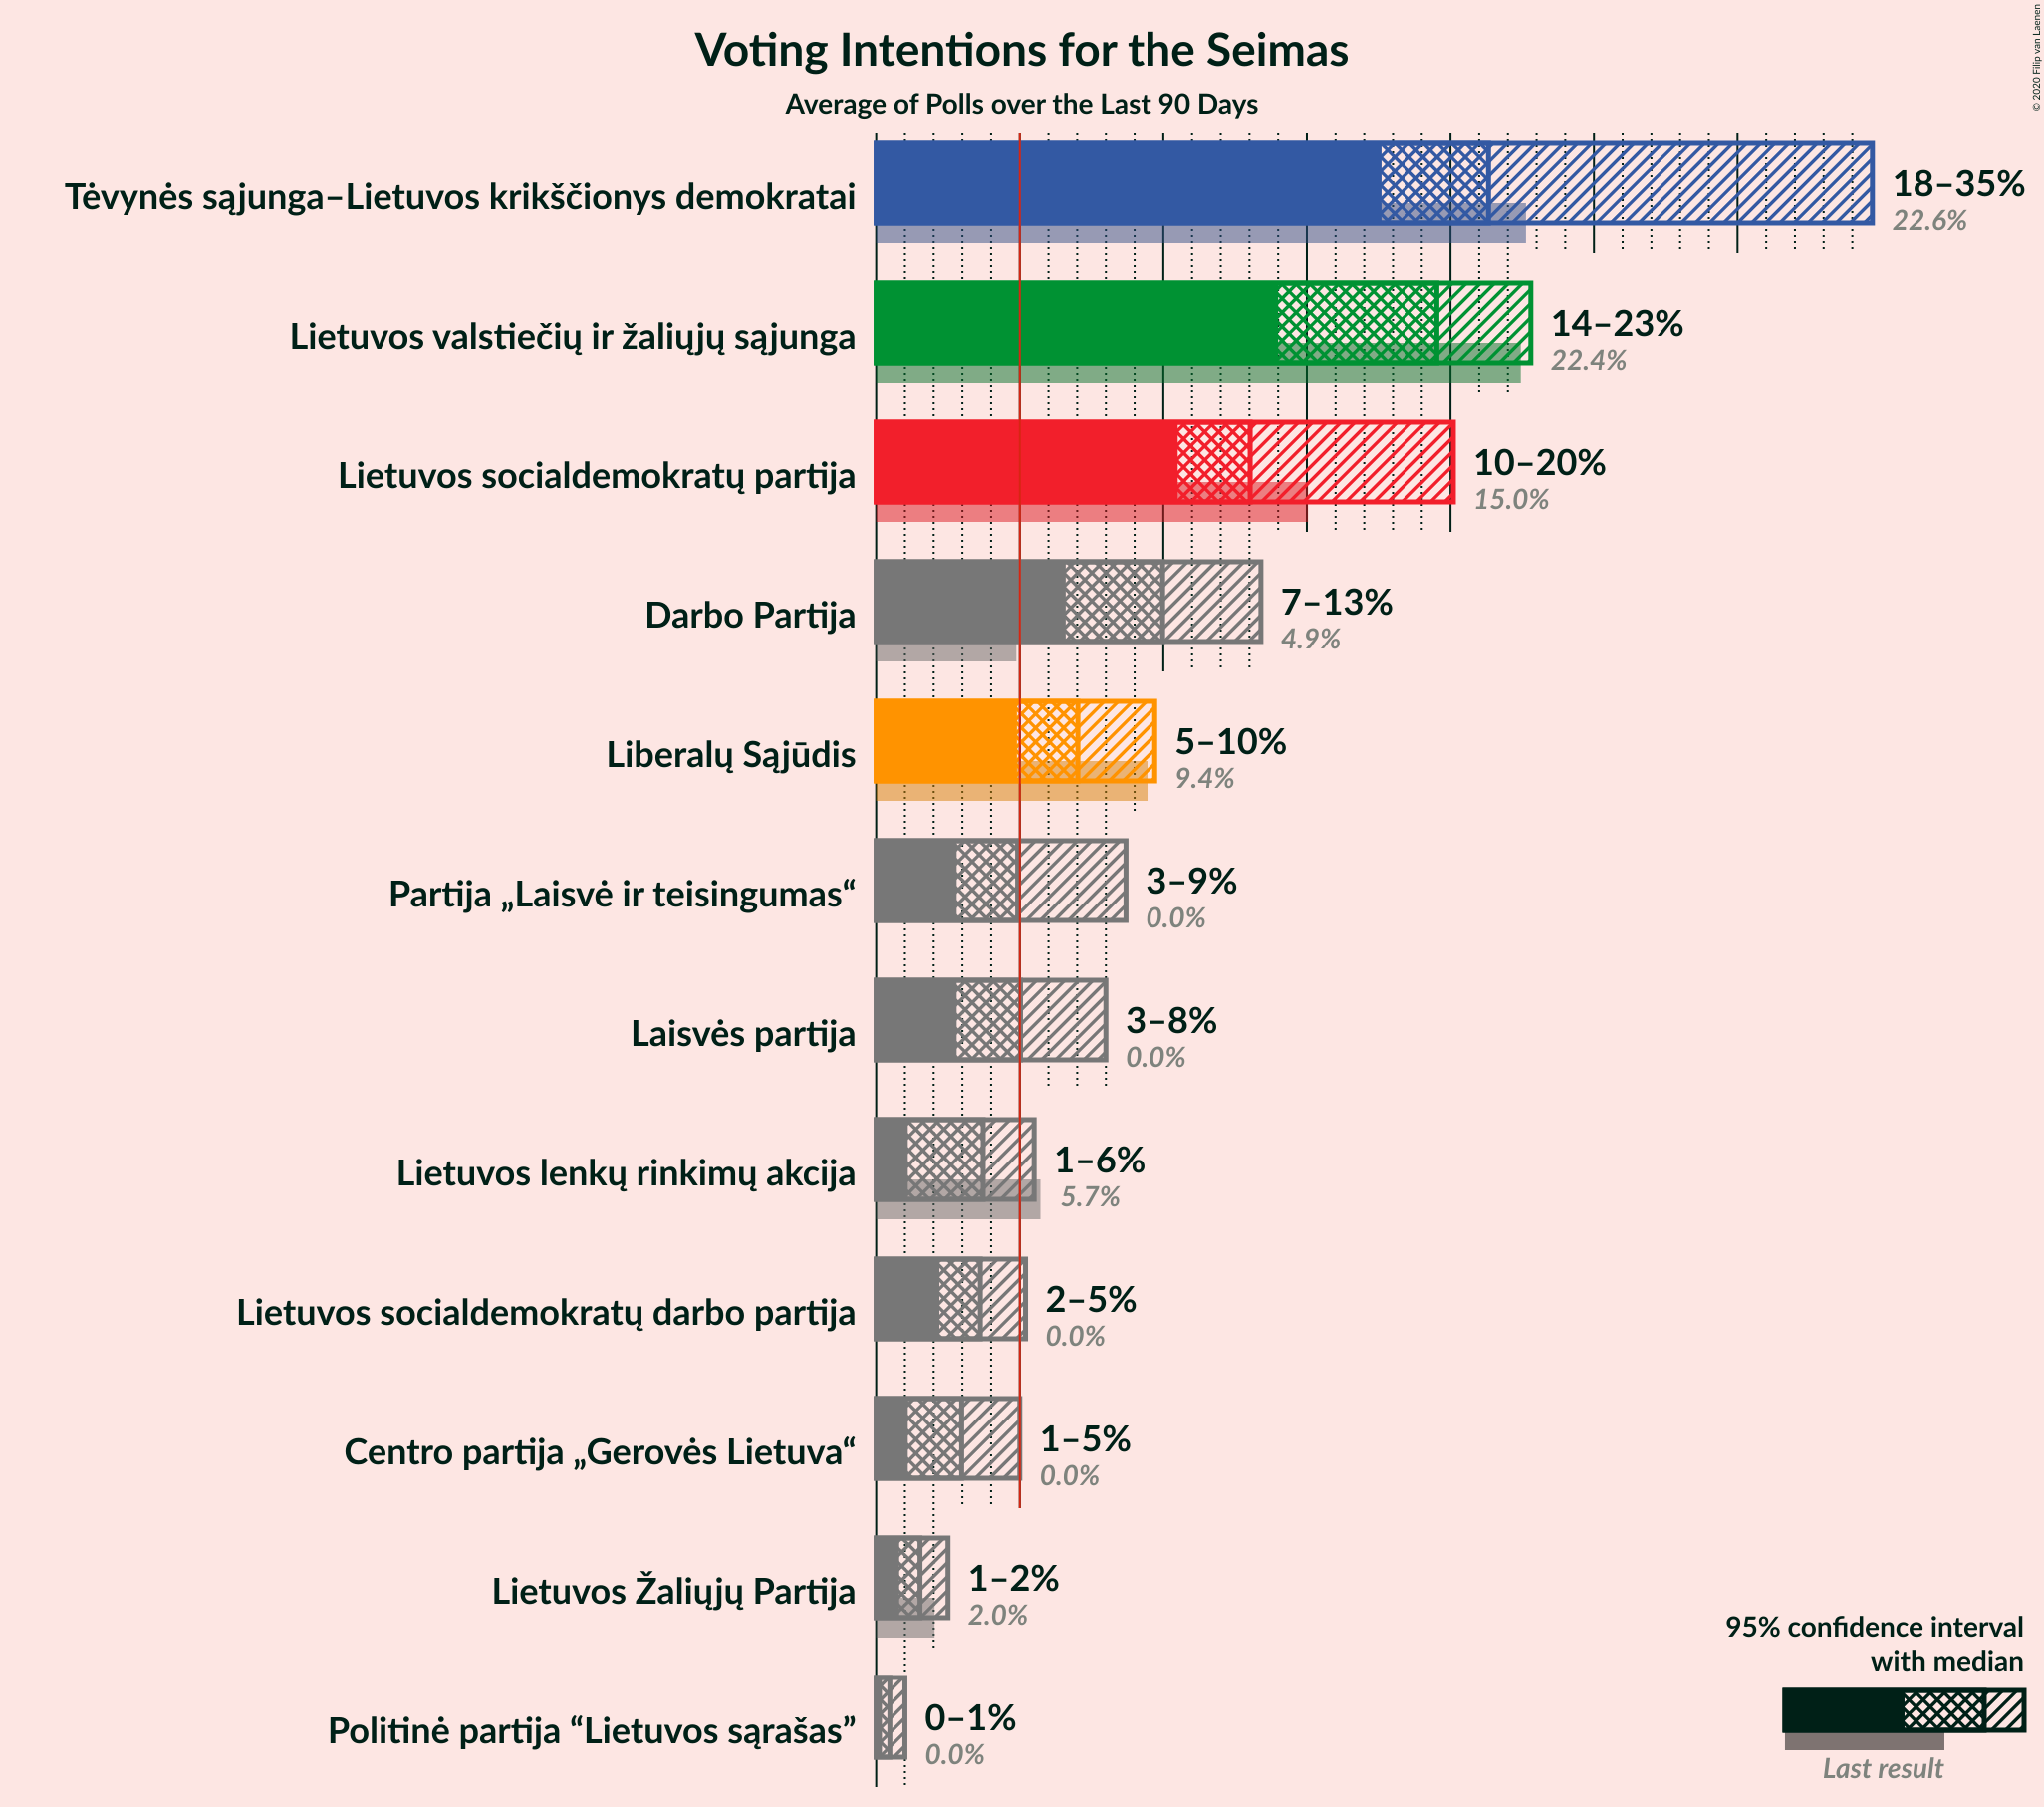 Voting Intentions for the Seimas
Average of Polls over the Last 90 Days
© 2020 Filip van Laenen
Tėvynės sąjunga–Lietuvos krikščionys demokratai
18–35%
22.6%
Lietuvos valstiečių ir žaliųjų sąjunga
14–23%
22.4%
Lietuvos socialdemokratų partija
10–20%
15.0%
Darbo Partija
7–13%
4.9%
Liberalų Sąjūdis
5–10%
9.4%
Partija „Laisvė ir teisingumas“
3–9%
0.0%
Laisvės partija
3–8%
0.0%
Lietuvos lenkų rinkimų akcija
1–6%
5.7%
Lietuvos socialdemokratų darbo partija
2–5%
0.0%
Centro partija „Gerovės Lietuva“
1–5%
0.0%
Lietuvos Žaliųjų Partija
1–2%
2.0%
Politinė partija “Lietuvos sąrašas”
0–1%
0.0%
95% confidence interval
with median
Last result